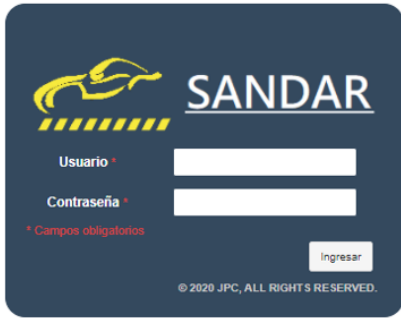 SANDAR
Usuario *
Contraseña *
* Campos obligatorios
Ingresar
© 2020 JPC, ALL RIGHTS RESERVED.